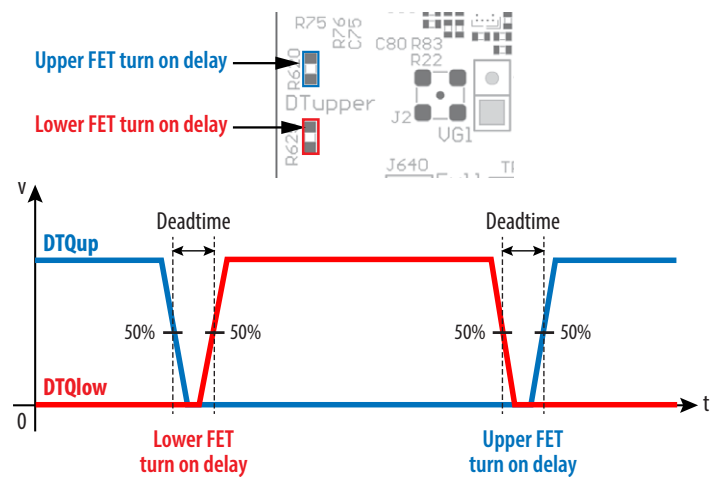 R75
R76
C75
C80 R83
R22
Upper FET turn on delay
DTupper
Lower FET turn on delay
J2
VG1
J640
v
Deadtime
Deadtime
DTQup
50%
50%
50%
50%
DTQlow
0
t
Lower FET
turn on delay
Upper FET
turn on delay